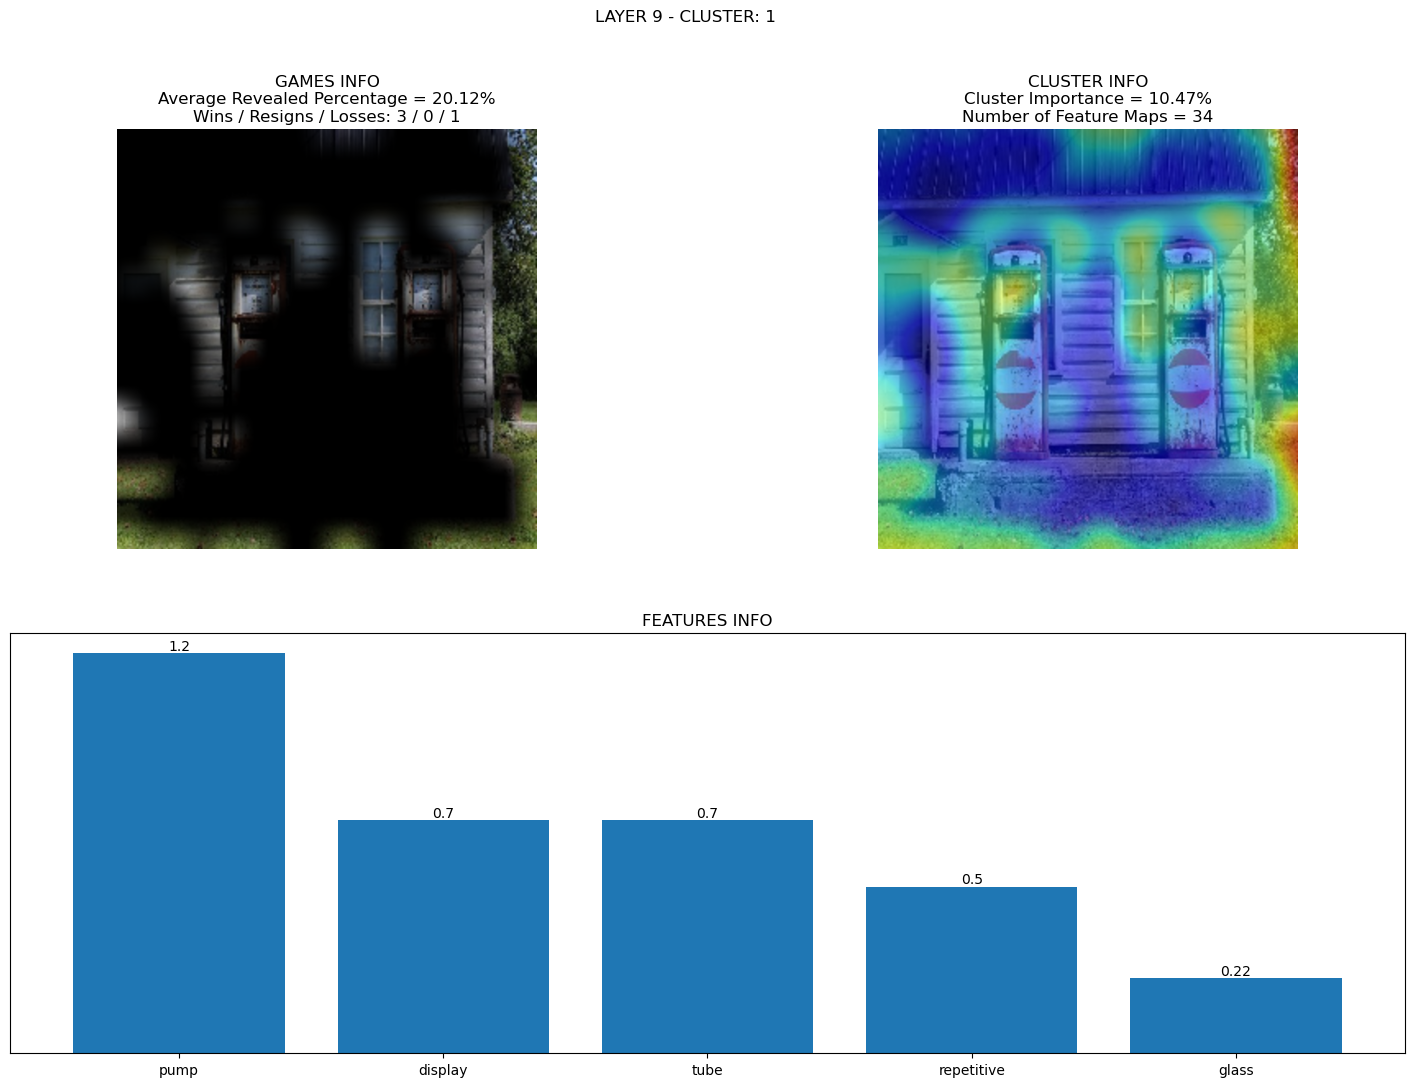 LAYER 9 - CLUSTER: 1
GAMES INFO
Average Revealed Percentage = 20.12%
Wins / Resigns / Losses: 3 / 0 / 1
CLUSTER INFO
Cluster Importance = 10.47%
Number of Feature Maps = 34
FEATURES INFO
1.2
0.7
0.7
0.5
0.22
pump
display
tube
repetitive
glass